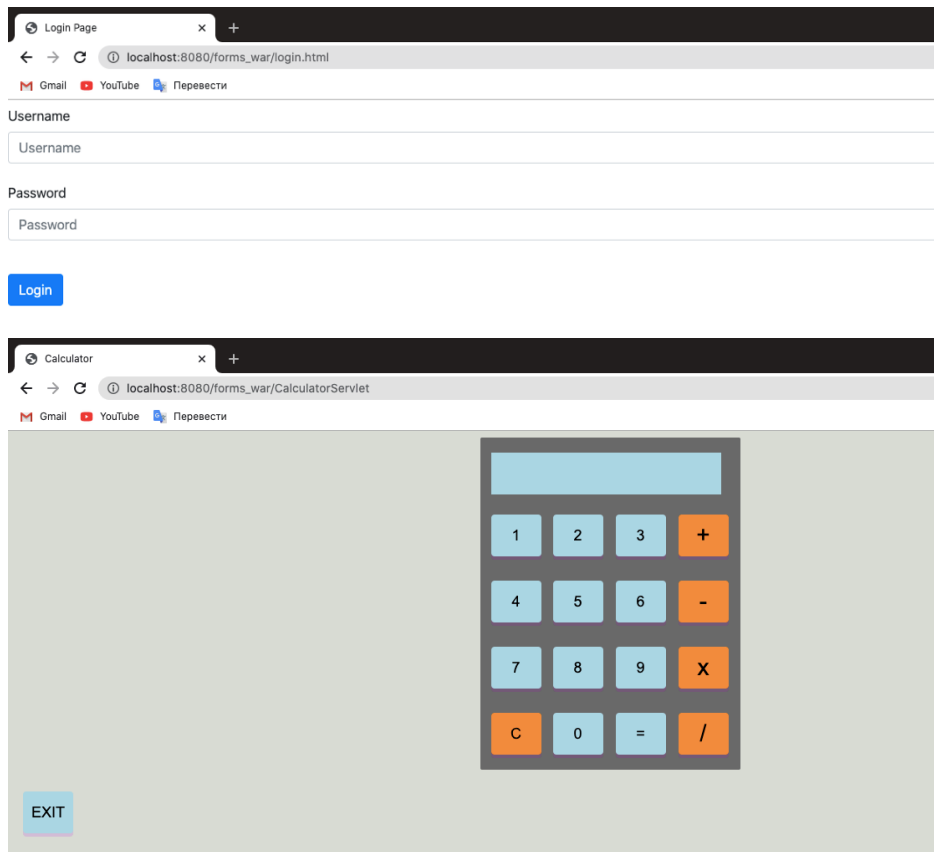 Login Page
localhost:8080/forms_war/login.html
Gmail YouTube Перевести
Username
Username
Password
Password
Login
Calculator
localhost:8080/forms_war/CalculatorServlet
Gmail YouTube Перевести
1 2 3 +
4 5 6 -
7 8 9 X
C 0 = /
EXIT